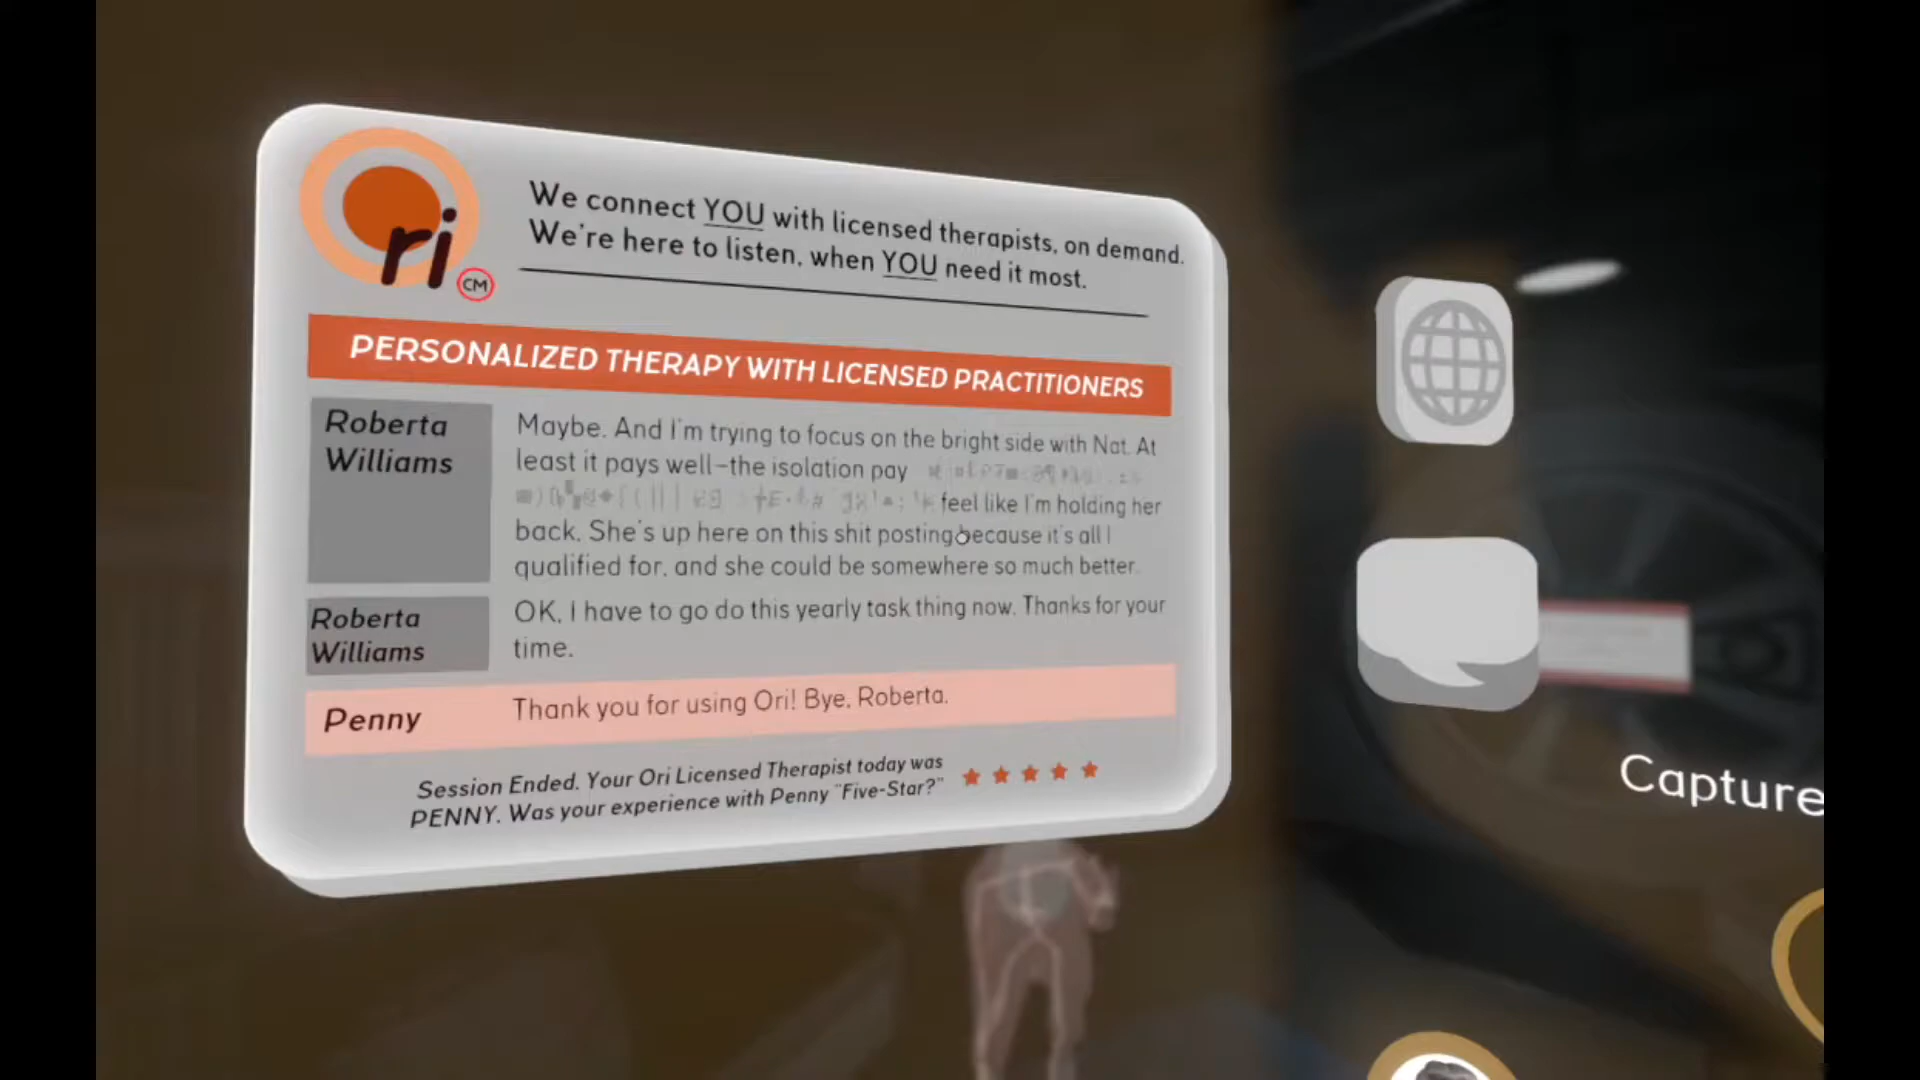 Ori
CM
We connect YOU with licensed therapists, on demand.
We're here to listen, when YOU need it most.
PERSONALIZED THERAPY WITH LICENSED PRACTITIONERS
Roberta
Williams
Maybe. And I'm trying to focus on the bright side with Nat. At
least it pays well–the isolation pay
feel like I'm holding her
back. She's up here on this shit posting because it's all I
qualified for, and she could be somewhere so much better.
Roberta
Williams
OK, I have to go do this yearly task thing now. Thanks for your
time.
Penny
Thank you for using Ori! Bye, Roberta.
Session Ended. Your Ori Licensed Therapist today was
PENNY. Was your experience with Penny "Five-Star?"
Capture